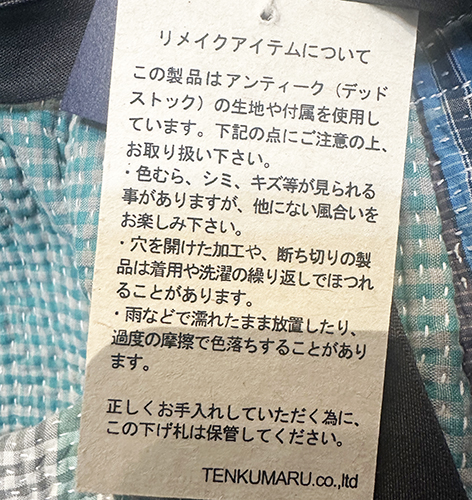 リメイクアイテムについて
この製品はアンティーク（デッド
ストック）の生地や付属を使用し
ています。下記の点にご注意の上、
お取り扱い下さい。
・色むら、シミ、キズ等が見られる
事がありますが、他にない風合いを
お楽しみ下さい。
・穴を開けた加工や、断ち切りの製
品は着用や洗濯の繰り返しでほつれ
ることがあります。
・雨などで濡れたまま放置したり、
過度の摩擦で色落ちすることがあり
ます。
正しくお手入れしていただく為に、
この下げ札は保管してください。
TENKUMARU.co.,ltd